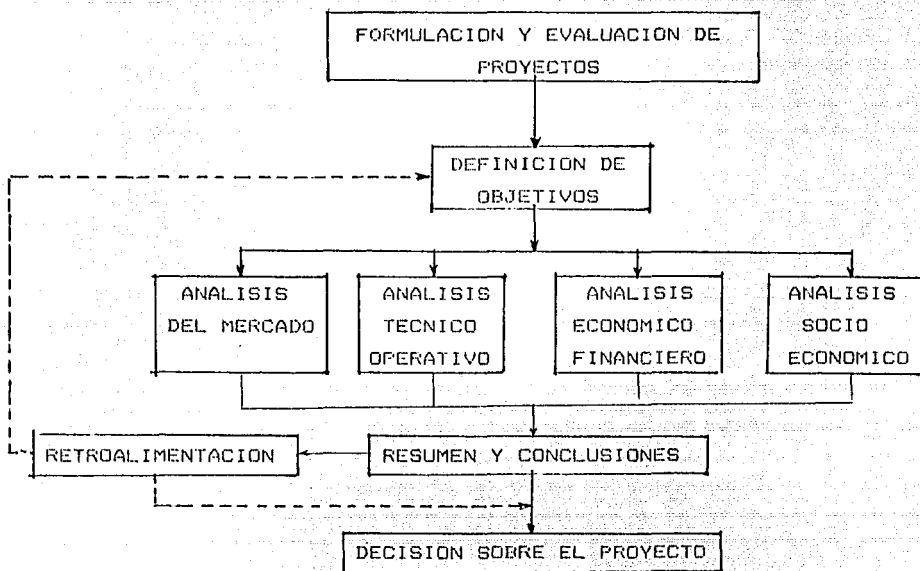 FORMULACION Y EVALUACION DE
PROYECTOS
DEFINICION DE
OBJETIVOS
ANALISIS
DEL MERCADO
ANALISIS
TECNICO
OPERATIVO
ANALISIS
ECONOMICO
FINANCIERO
ANALISIS
SOCIO
ECONOMICO
RETROALIMENTACION
RESUMEN Y CONCLUSIONES
DECISION SOBRE EL PROYECTO